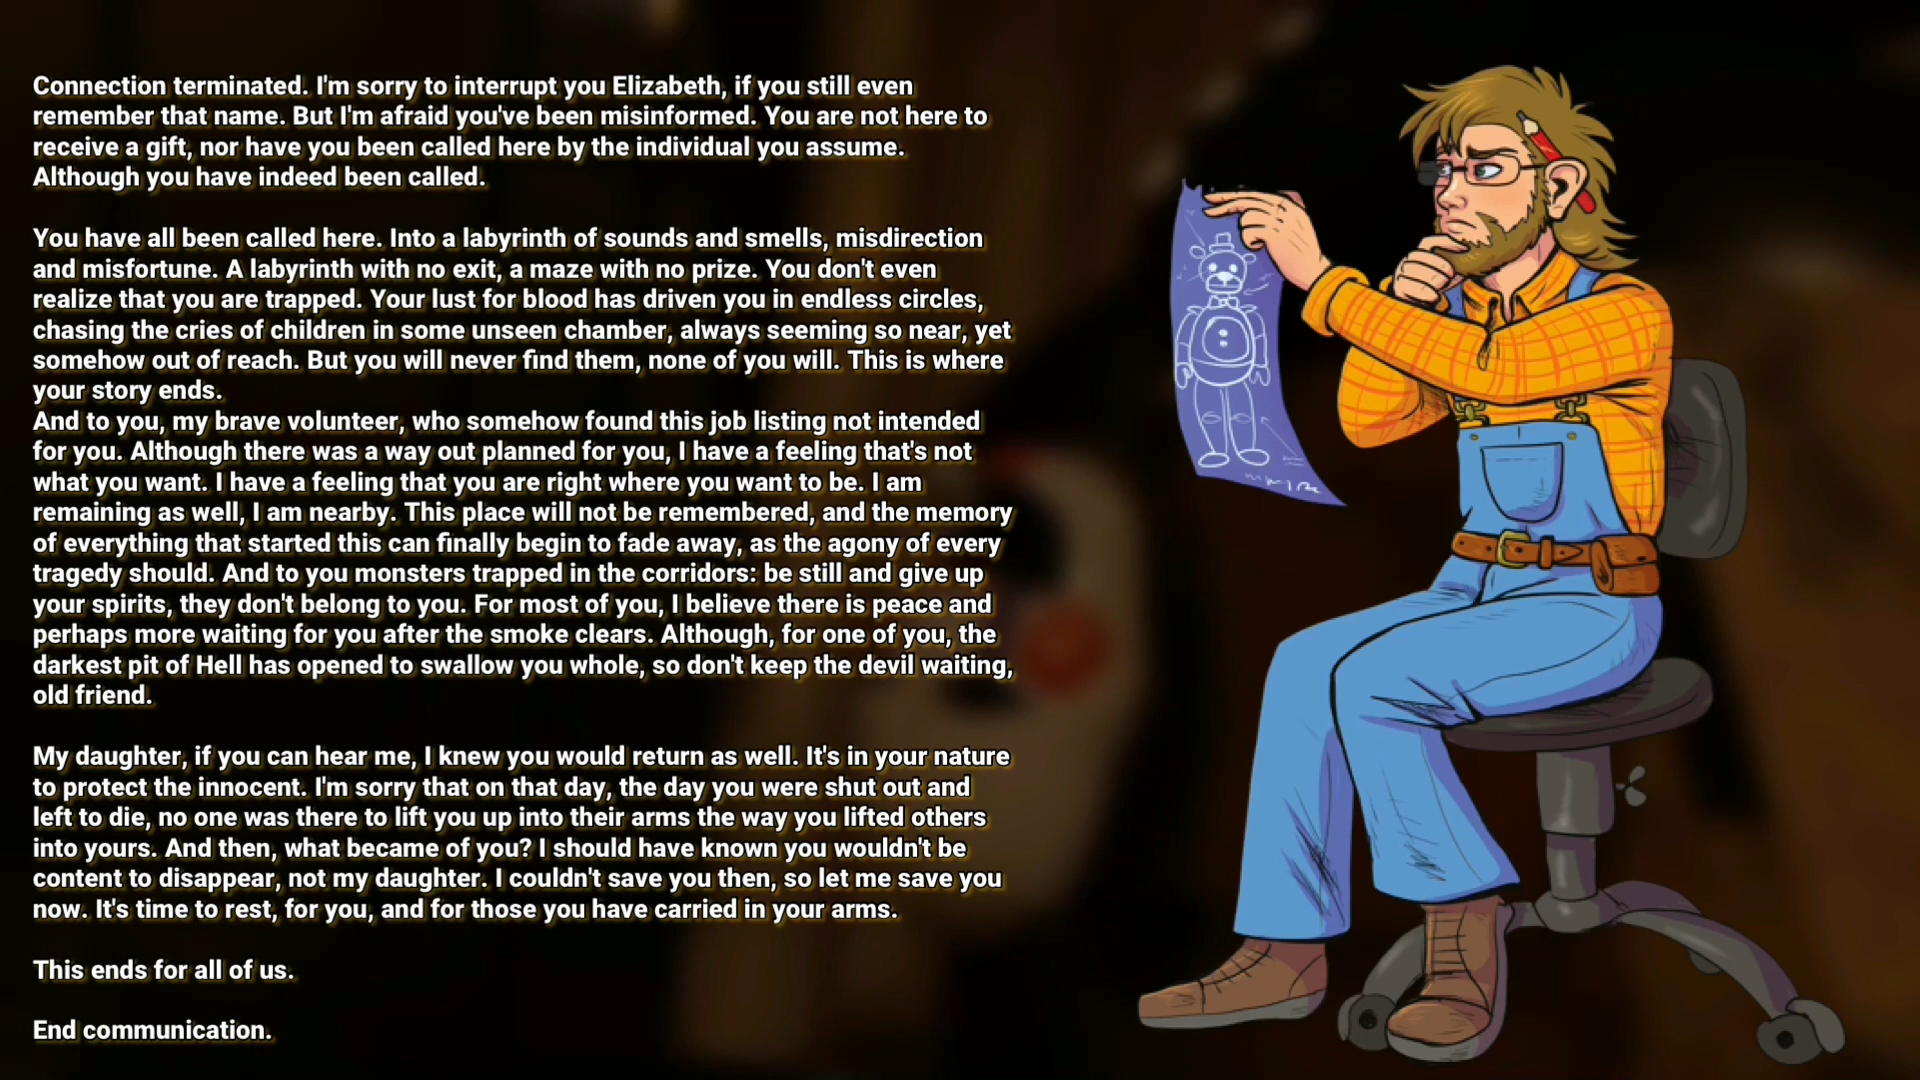 Connection terminated. I'm sorry to interrupt you Elizabeth, if you still even
remember that name. But I'm afraid you've been misinformed. You are not here to
receive a gift, nor have you been called here by the individual you assume.
Although you have indeed been called.
You have all been called here. Into a labyrinth of sounds and smells, misdirection
and misfortune. A labyrinth with no exit, a maze with no prize. You don't even
realize that you are trapped. Your lust for blood has driven you in endless circles,
chasing the cries of children in some unseen chamber, always seeming so near, yet
somehow out of reach. But you will never find them, none of you will. This is where
your story ends.
And to you, my brave volunteer, who somehow found this job listing not intended
for you. Although there was a way out planned for you, I have a feeling that's not
what you want. I have a feeling that you are right where you want to be. I am
remaining as well, I am nearby. This place will not be remembered, and the memory
of everything that started this can finally begin to fade away, as the agony of every
tragedy should. And to you monsters trapped in the corridors: be still and give up
your spirits, they don't belong to you. For most of you, I believe there is peace and
perhaps more waiting for you after the smoke clears. Although, for one of you, the
darkest pit of Hell has opened to swallow you whole, so don't keep the devil waiting,
old friend.
My daughter, if you can hear me, I knew you would return as well. It's in your nature
to protect the innocent. I'm sorry that on that day, the day you were shut out and
left to die, no one was there to lift you up into their arms the way you lifted others
into yours. And then, what became of you? I should have known you wouldn't be
content to disappear, not my daughter. I couldn't save you then, so let me save you
now. It's time to rest, for you, and for those you have carried in your arms.
This ends for all of us.
End communication.